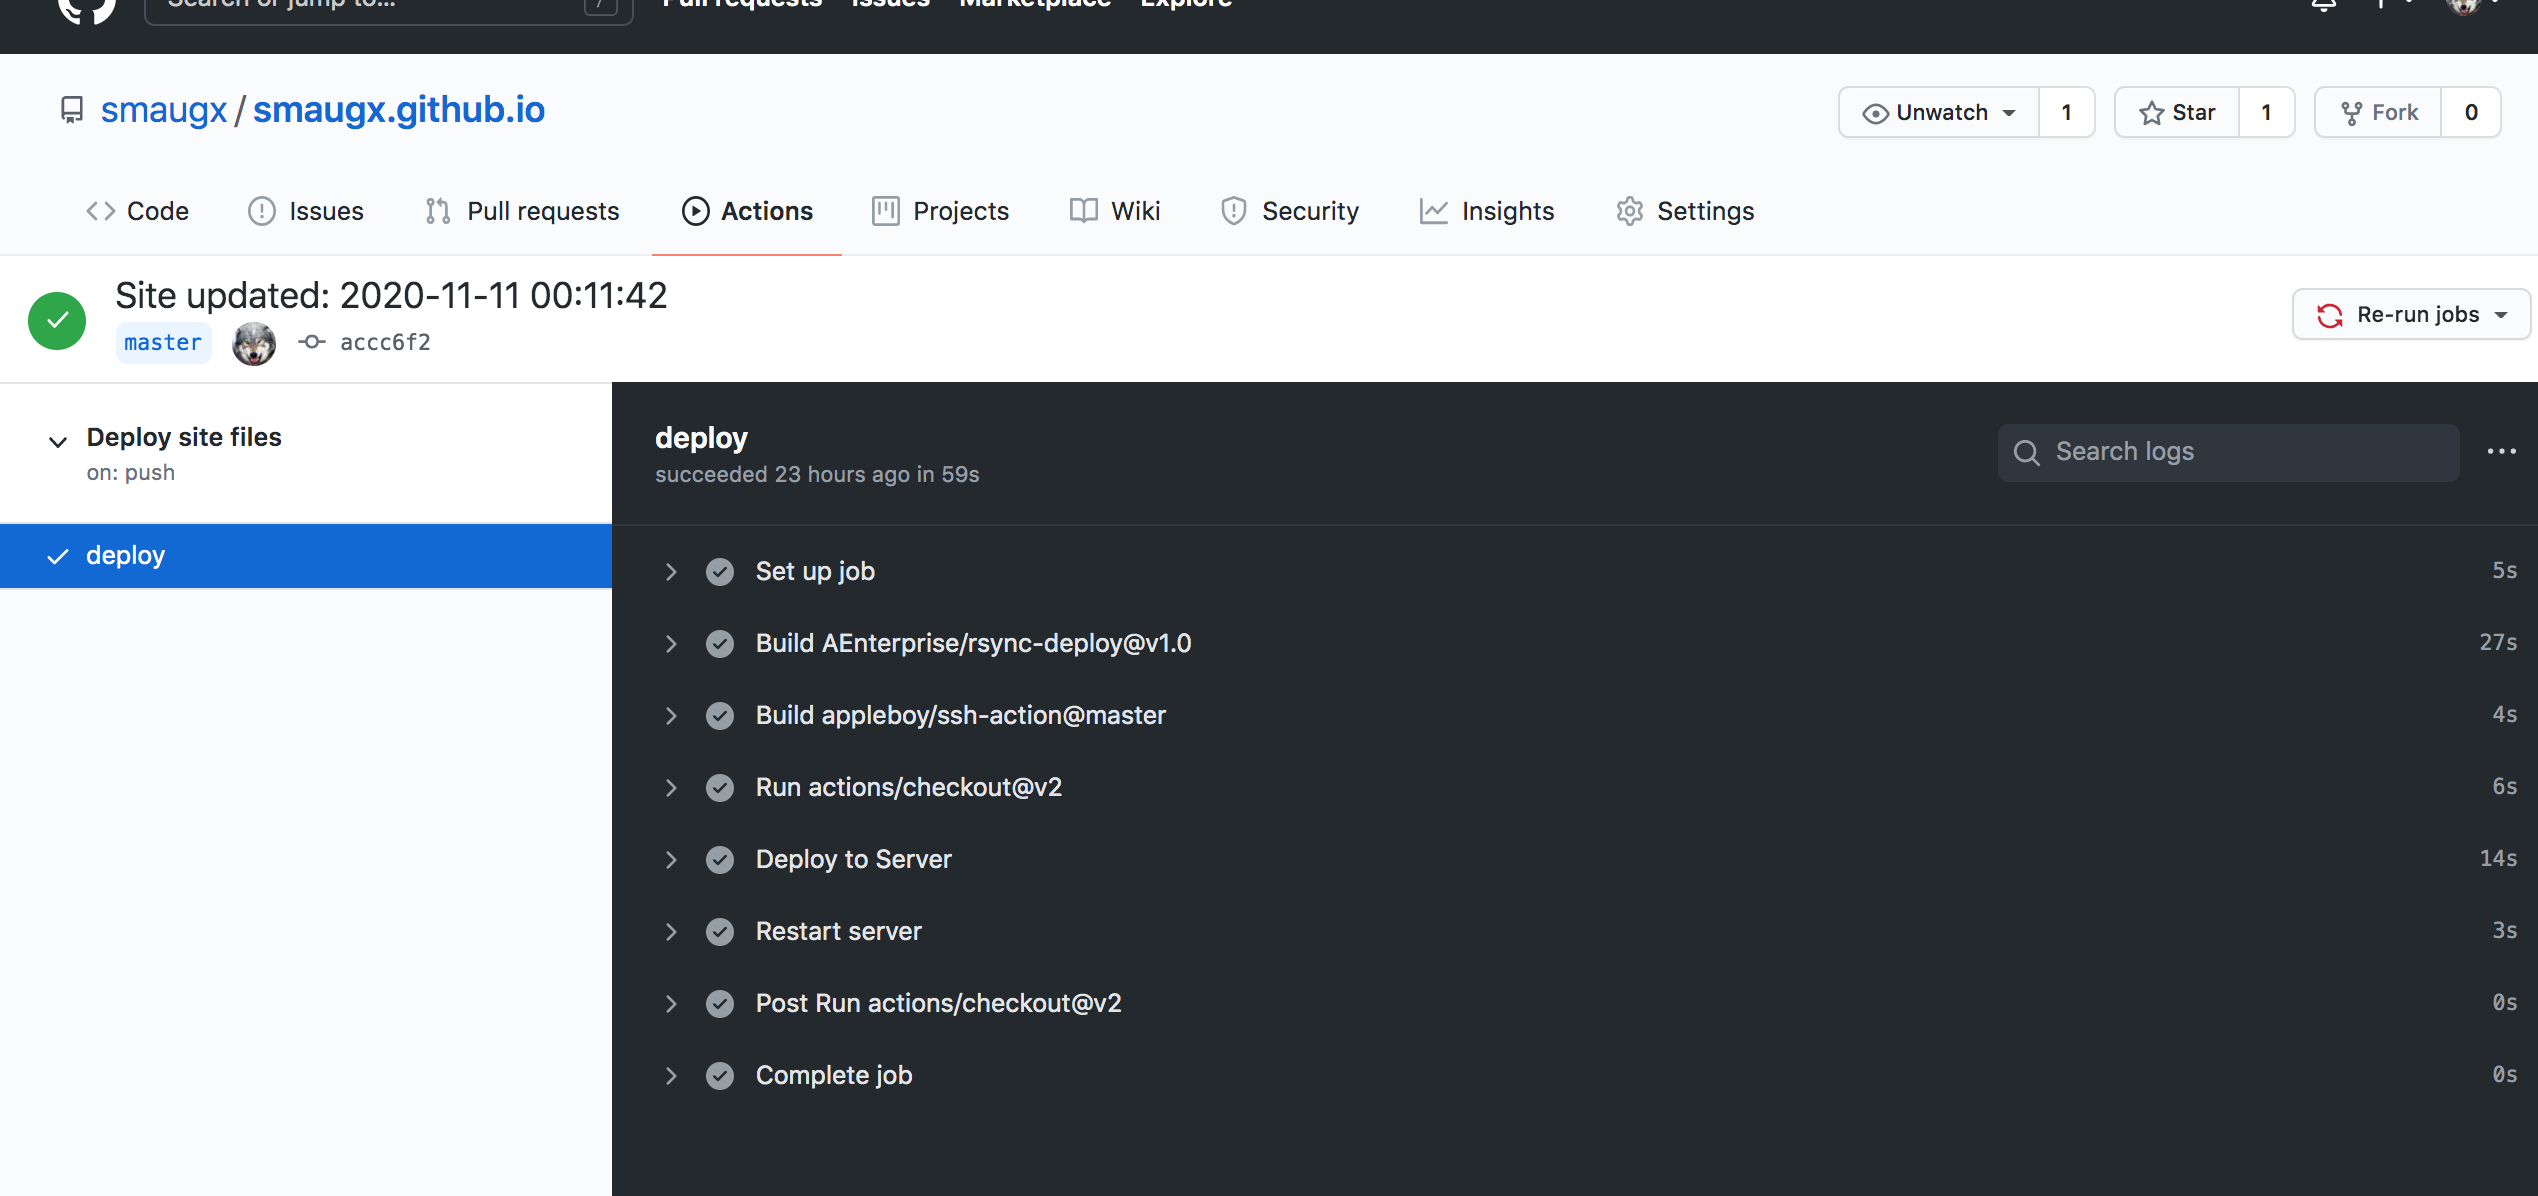 Search or jump to...
/
Pull requests
Issues
Marketplace
Explore
smaugx / smaugx.github.io
Unwatch
1
Star
1
Fork
0
Code
Issues
Pull requests
Actions
Projects
Wiki
Security
Insights
Settings
Site updated: 2020-11-11 00:11:42
master
accc6f2
Re-run jobs
Deploy site files
on: push
deploy
deploy
succeeded 23 hours ago in 59s
Search logs
Set up job
5s
Build AEnterprise/rsync-deploy@v1.0
27s
Build appleboy/ssh-action@master
4s
Run actions/checkout@v2
6s
Deploy to Server
14s
Restart server
3s
Post Run actions/checkout@v2
0s
Complete job
0s